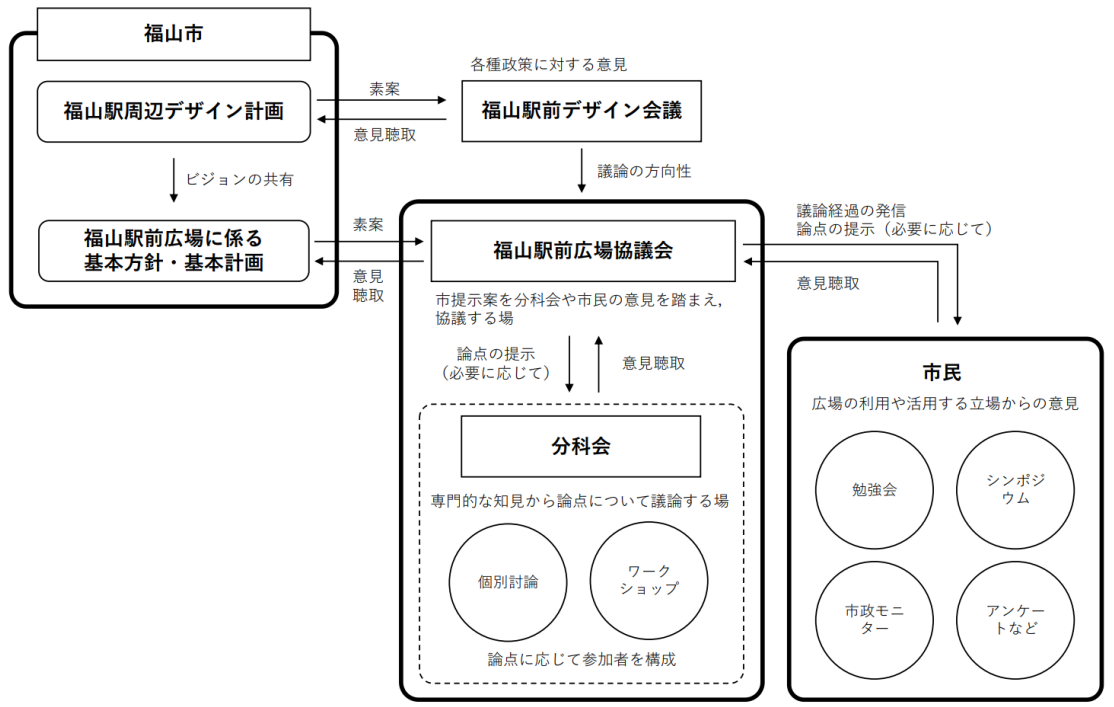 福山市
各種政策に対する意見
福山駅周辺デザイン計画
素案
意見聴取
福山駅前デザイン会議
ビジョンの共有
議論の方向性
福山駅前広場に係る
基本方針・基本計画
素案
意見
聴取
福山駅前広場協議会
議論経過の発信
論点の提示（必要に応じて）
意見聴取
市提示案を分科会や市民の意見を踏まえ，
協議する場
論点の提示
（必要に応じて）
意見聴取
分科会
専門的な知見から論点について議論する場
個別討論
ワーク
ショップ
論点に応じて参加者を構成
市民
広場の利用や活用する立場からの意見
勉強会
シンポジ
ウム
市政モニ
ター
アンケー
トなど